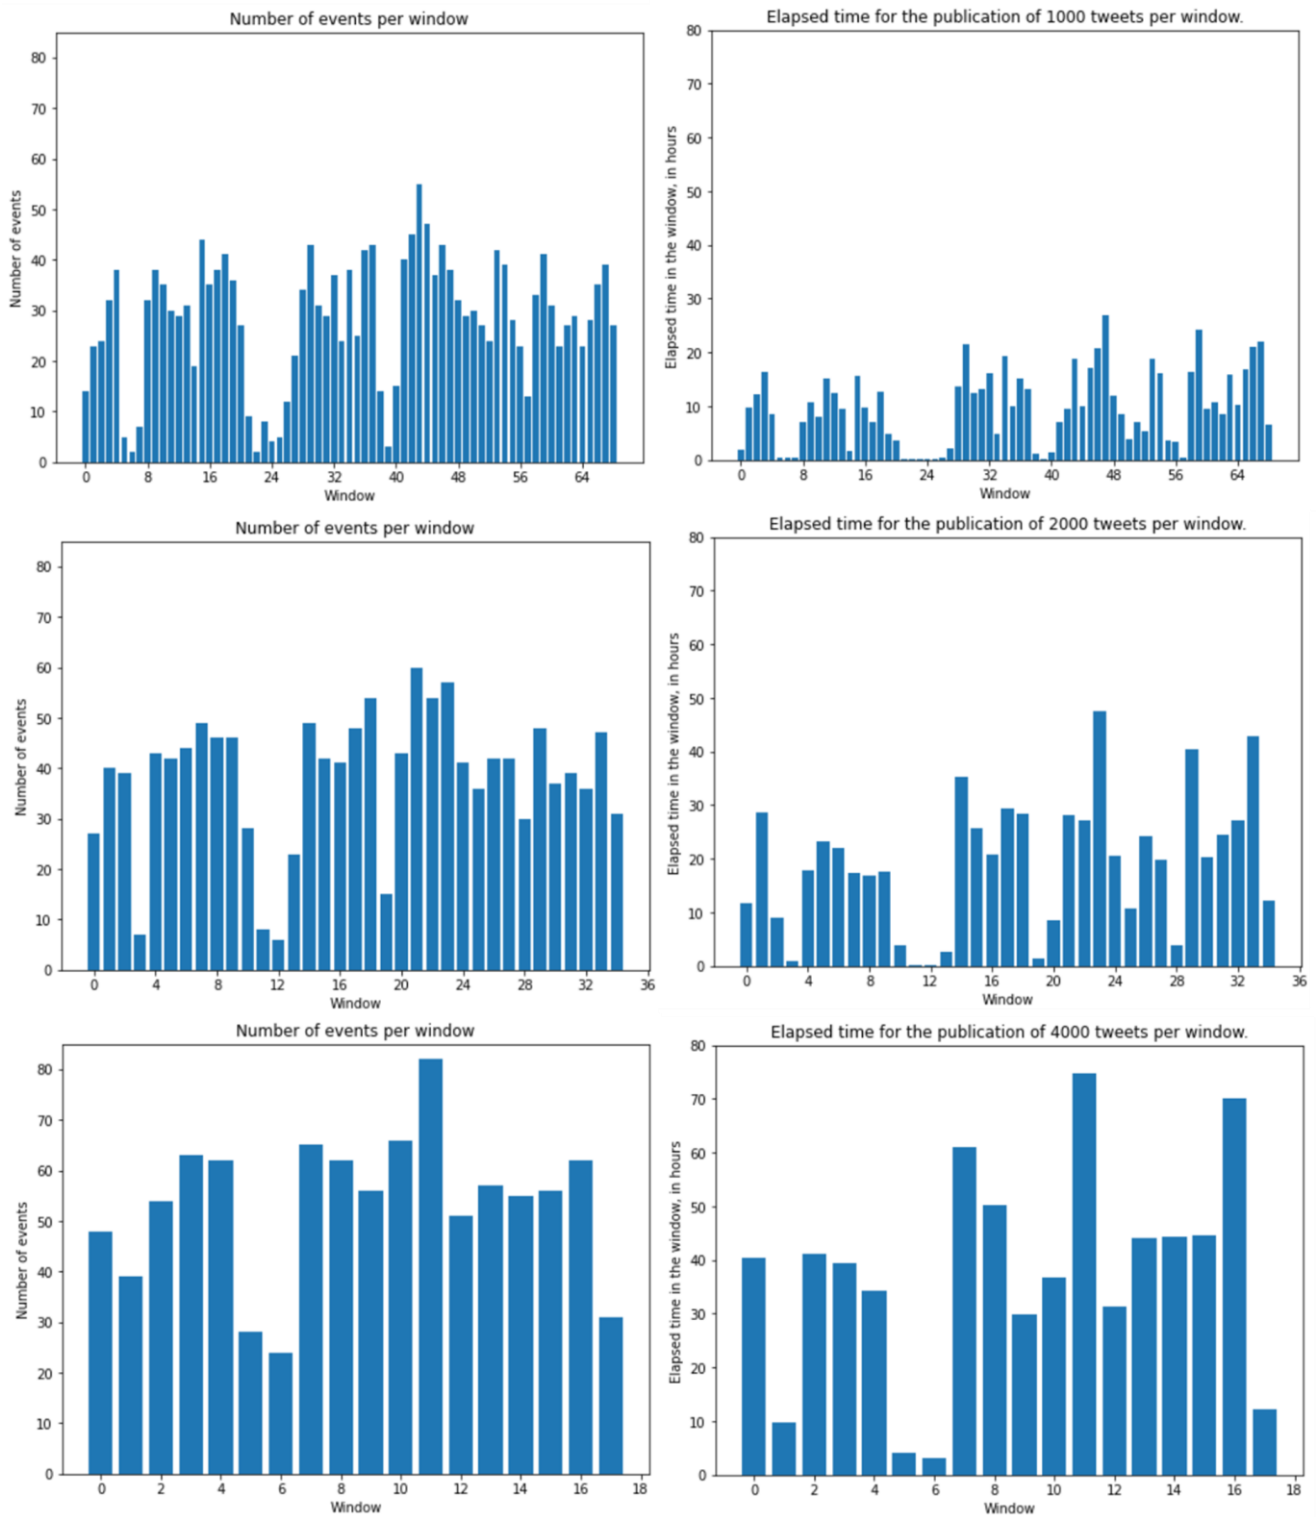 Number of events per window
80
70
60
50
40
30
20
10
0
Number of events
0 8 16 24 32 40 48 56 64
Window
Elapsed time for the publication of 1000 tweets per window.
80
70
60
50
40
30
20
10
0
Elapsed time in the window, in hours
0 8 16 24 32 40 48 56 64
Window
Number of events per window
80
70
60
50
40
30
20
10
0
Number of events
0 4 8 12 16 20 24 28 32 36
Window
Elapsed time for the publication of 2000 tweets per window.
80
70
60
50
40
30
20
10
0
Elapsed time in the window, in hours
0 4 8 12 16 20 24 28 32 36
Window
Number of events per window
80
70
60
50
40
30
20
10
0
Number of events
0 2 4 6 8 10 12 14 16 18
Window
Elapsed time for the publication of 4000 tweets per window.
80
70
60
50
40
30
20
10
0
Elapsed time in the window, in hours
0 2 4 6 8 10 12 14 16 18
Window